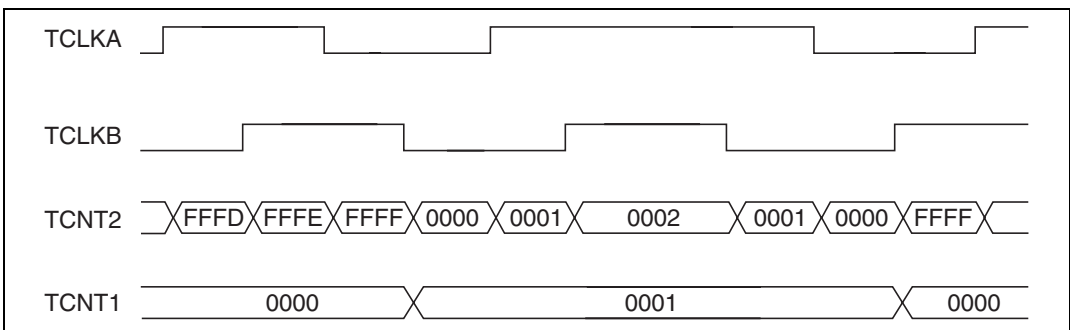 TCLKA
TCLKB
TCNT2 FFFD FFFE FFFF 0000 0001 0002 0001 0000 FFFF
TCNT1 0000 0001 0000